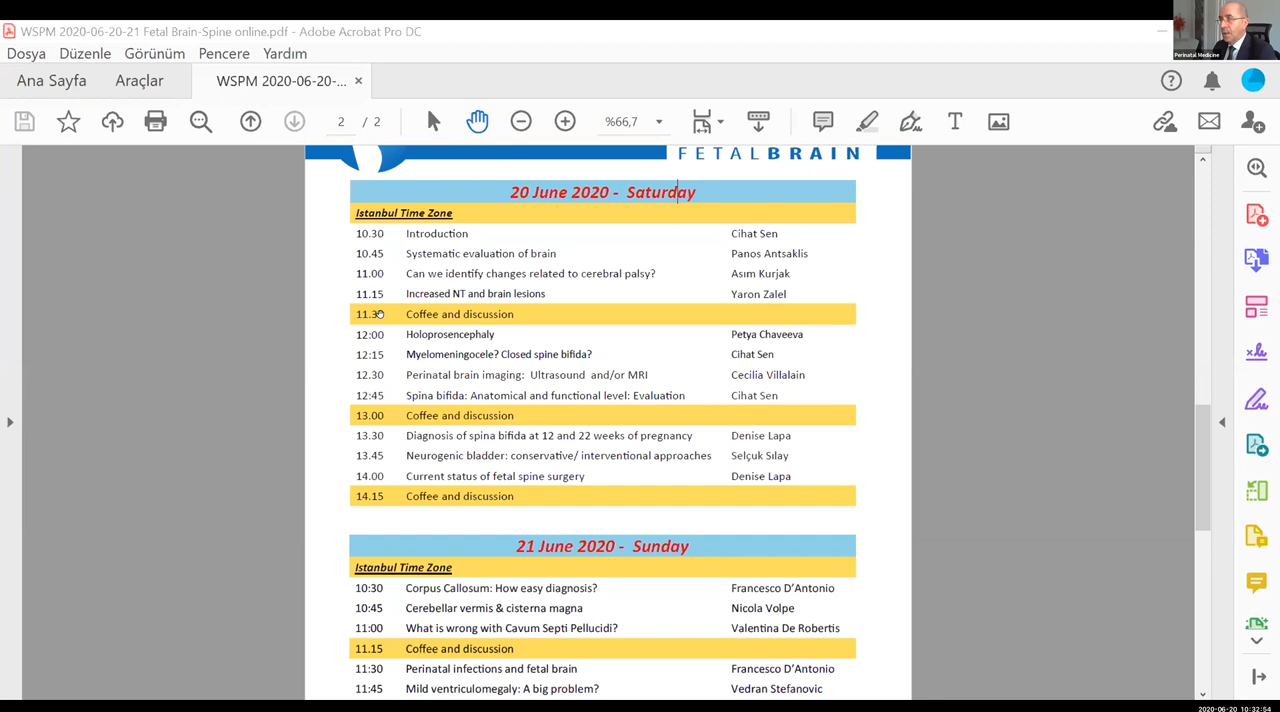 WSPM 2020-06-20-21 Fetal Brain-Spine online.pdf - Adobe Acrobat Pro DC
Perinatal Medicine
Dosya Düzenle Görünüm Pencere Yardım
Ana Sayfa Araçlar WSPM 2020-06-20-... ×
2 / 2 %66,7
FETALBRAIN
20 June 2020 - Saturday
Istanbul Time Zone
10.30 Introduction Cihat Sen
10.45 Systematic evaluation of brain Panos Antsaklis
11.00 Can we identify changes related to cerebral palsy? Asım Kurjak
11.15 Increased NT and brain lesions Yaron Zalel
11.30 Coffee and discussion
12:00 Holoprosencephaly Petya Chaveeva
12:15 Myelomeningocele? Closed spine bifida? Cihat Sen
12.30 Perinatal brain imaging: Ultrasound and/or MRI Cecilia Villalain
12:45 Spina bifida: Anatomical and functional level: Evaluation Cihat Sen
13.00 Coffee and discussion
13.30 Diagnosis of spina bifida at 12 and 22 weeks of pregnancy Denise Lapa
13.45 Neurogenic bladder: conservative/ interventional approaches Selçuk Sılay
14.00 Current status of fetal spine surgery Denise Lapa
14.15 Coffee and discussion
21 June 2020 - Sunday
Istanbul Time Zone
10:30 Corpus Callosum: How easy diagnosis? Francesco D'Antonio
10:45 Cerebellar vermis & cisterna magna Nicola Volpe
11:00 What is wrong with Cavum Septi Pellucidi? Valentina De Robertis
11.15 Coffee and discussion
11:30 Perinatal infections and fetal brain Francesco D'Antonio
11:45 Mild ventriculomegaly: A big problem? Vedran Stefanovic
2020-06-20 10:32:54